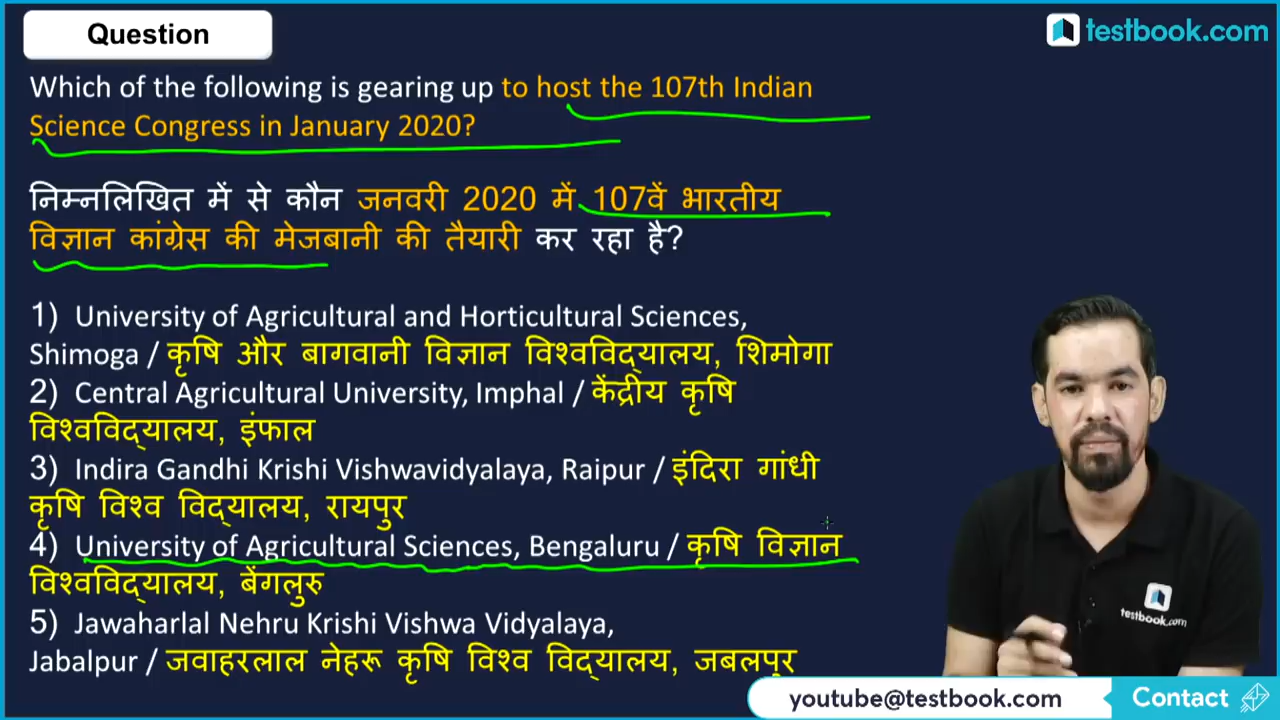 Question
testbook.com
Which of the following is gearing up to host the 107th Indian
Science Congress in January 2020?
निम्नलिखित में से कौन जनवरी 2020 में 107वें भारतीय
विज्ञान कांग्रेस की मेजबानी की तैयारी कर रहा है?
1) University of Agricultural and Horticultural Sciences,
Shimoga / कृषि और बागवानी विज्ञान विश्वविद्यालय, शिमोगा
2) Central Agricultural University, Imphal / केंद्रीय कृषि
विश्वविद्यालय, इंफाल
3) Indira Gandhi Krishi Vishwavidyalaya, Raipur / इंदिरा गांधी
कृषि विश्व विद्यालय, रायपुर
4) University of Agricultural Sciences, Bengaluru / कृषि विज्ञान
विश्वविद्यालय, बेंगलुरु
5) Jawaharlal Nehru Krishi Vishwa Vidyalaya,
Jabalpur / जवाहरलाल नेहरू कृषि विश्व विद्यालय, जबलपुर
testbook.com
youtube@testbook.com
Contact